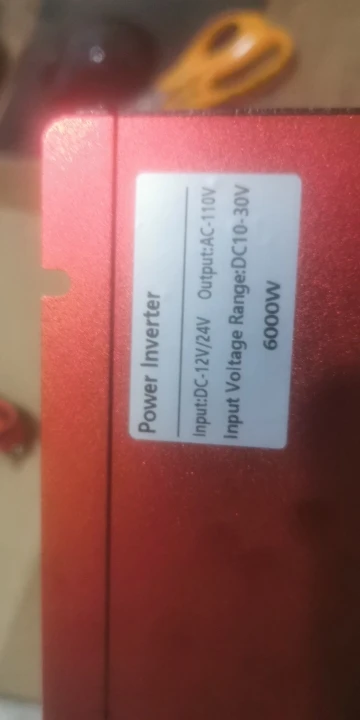 Power Inverter
Input:DC-12V/24V Output:AC-110V
Input Voltage Range:DC10-30V
6000W